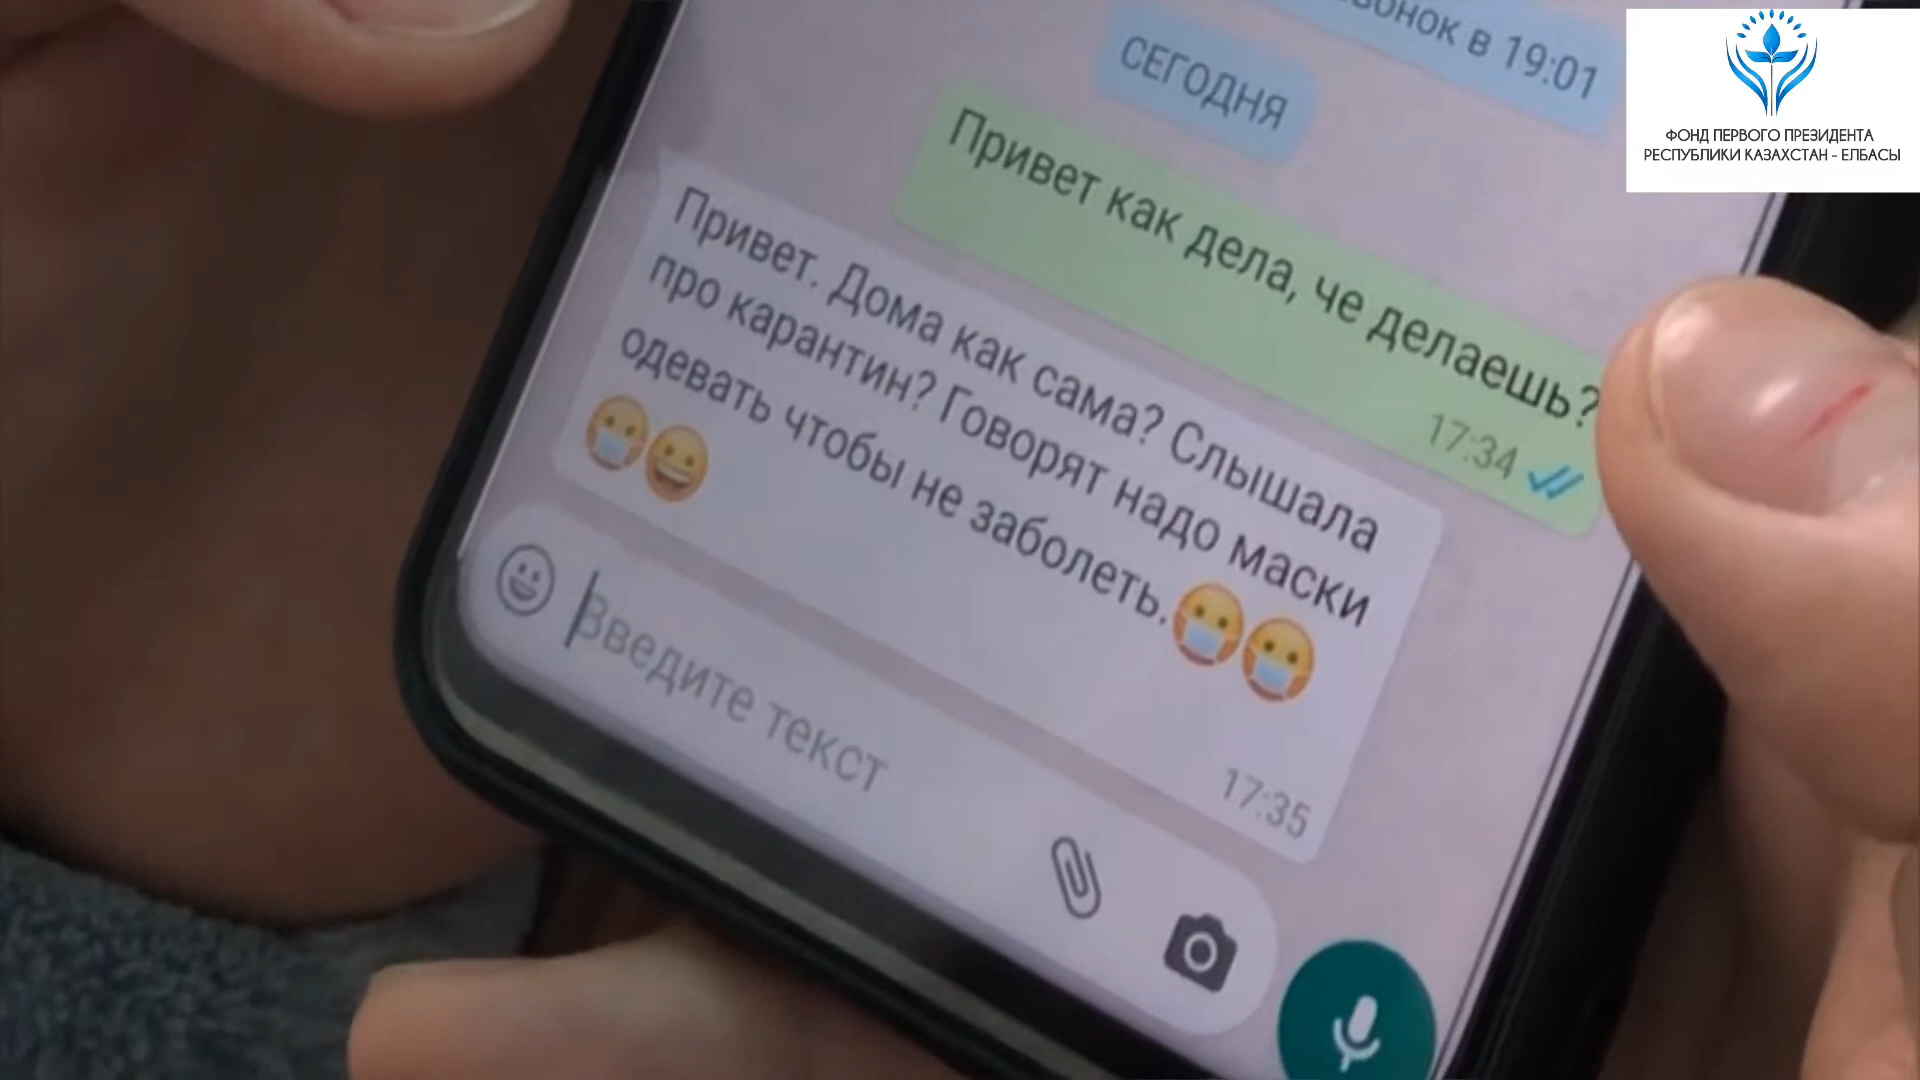 в 19:01
СЕГОДНЯ
Привет как дела, че делаешь?
17:34
Привет. Дома как сама? Слышала
про карантин? Говорят надо маски
одевать чтобы не заболеть.😷😷
😷😀
17:35
Введите текст
ФОНД ПЕРВОГО ПРЕЗИДЕНТА
РЕСПУБЛИКИ КАЗАХСТАН - ЕЛБАСЫ